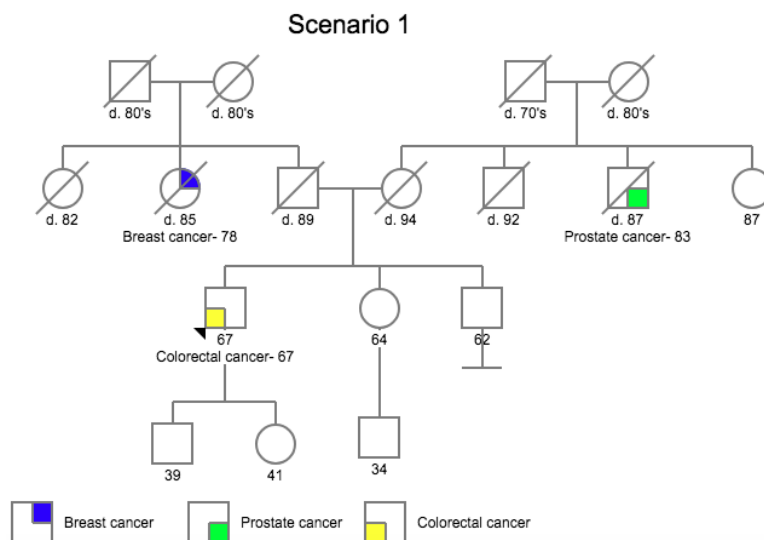 Scenario 1
d. 80's d. 80's d. 70's d. 80's
d. 82 d. 85 d. 89 d. 94 d. 92 d. 87 87
Breast cancer- 78 Prostate cancer- 83
67 64 62
Colorectal cancer- 67
39 41 34
Breast cancer Prostate cancer Colorectal cancer